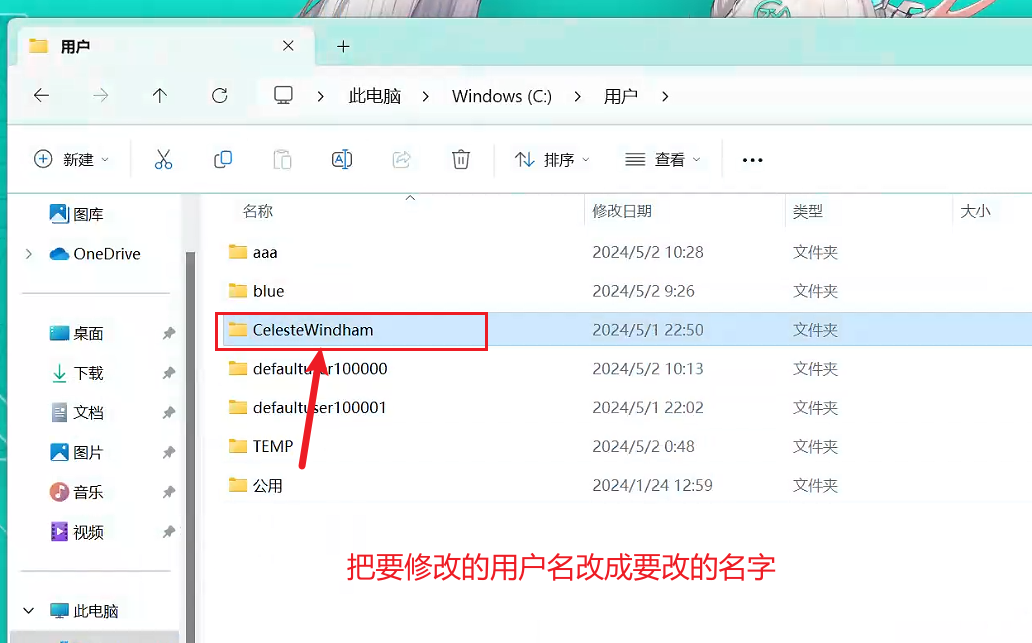 用户
此电脑 Windows (C:) 用户
新建 排序 查看
名称 修改日期 类型 大小
图库
OneDrive
桌面
下载
文档
图片
音乐
视频
此电脑
aaa 2024/5/2 10:28 文件夹
blue 2024/5/2 9:26 文件夹
CelesteWindham 2024/5/1 22:50 文件夹
defaultuser100000 2024/5/2 10:13 文件夹
defaultuser100001 2024/5/1 22:02 文件夹
TEMP 2024/5/2 0:48 文件夹
公用 2024/1/24 12:59 文件夹
把要修改的用户名改成要改的名字